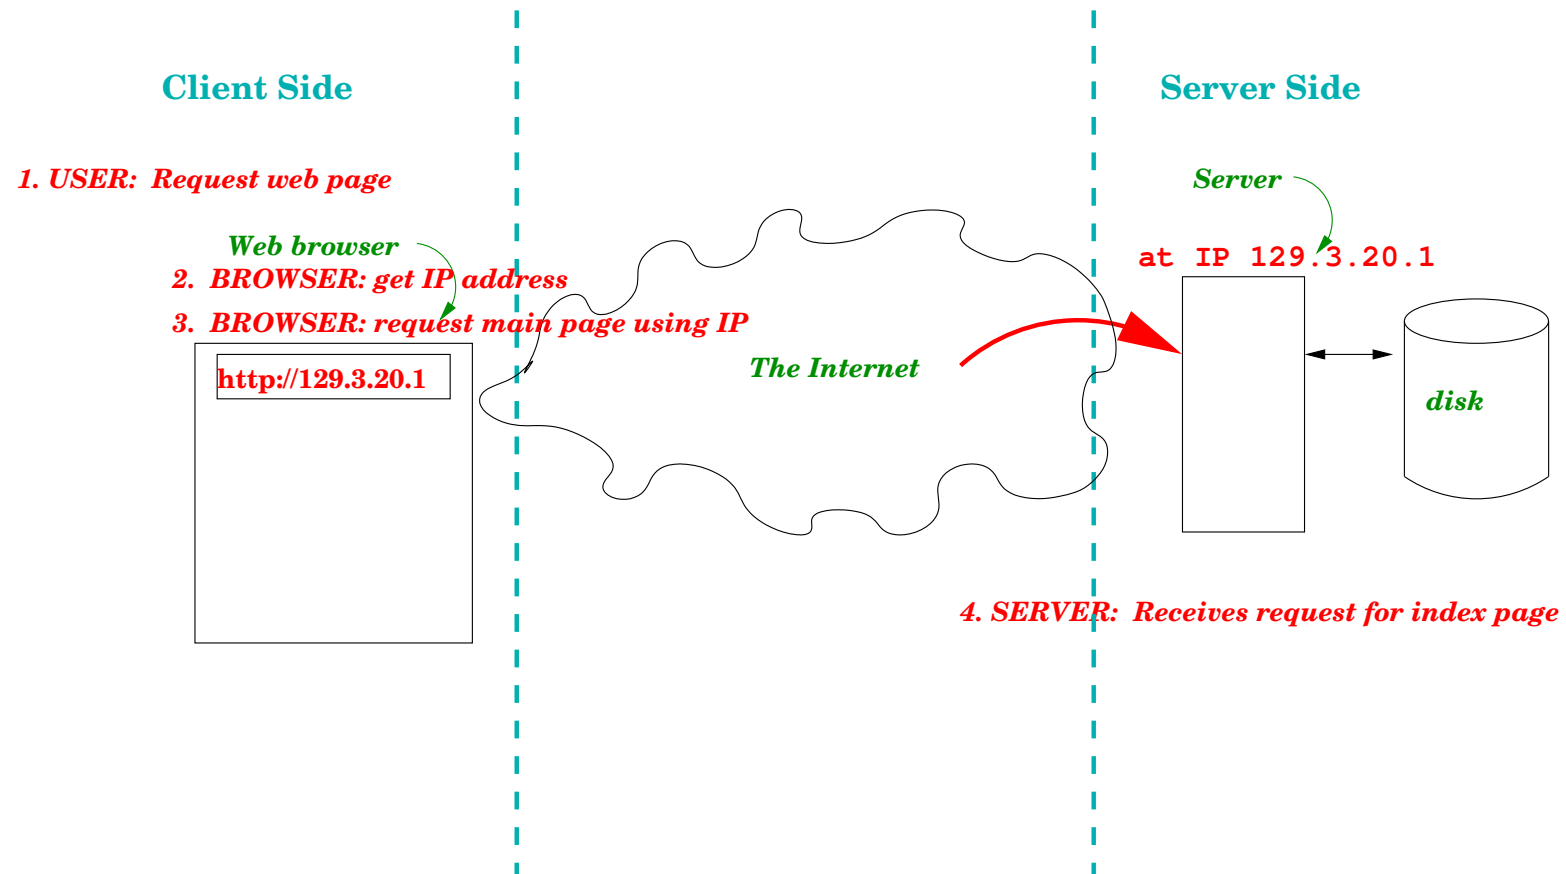 Client Side
Server Side
1. USER:  Request web page
Server
Web browser
at IP 129.3.20.1
2.  BROWSER: get IP address
3.  BROWSER: request main page using IP
http://129.3.20.1
The Internet
disk
4. SERVER:  Receives request for index page